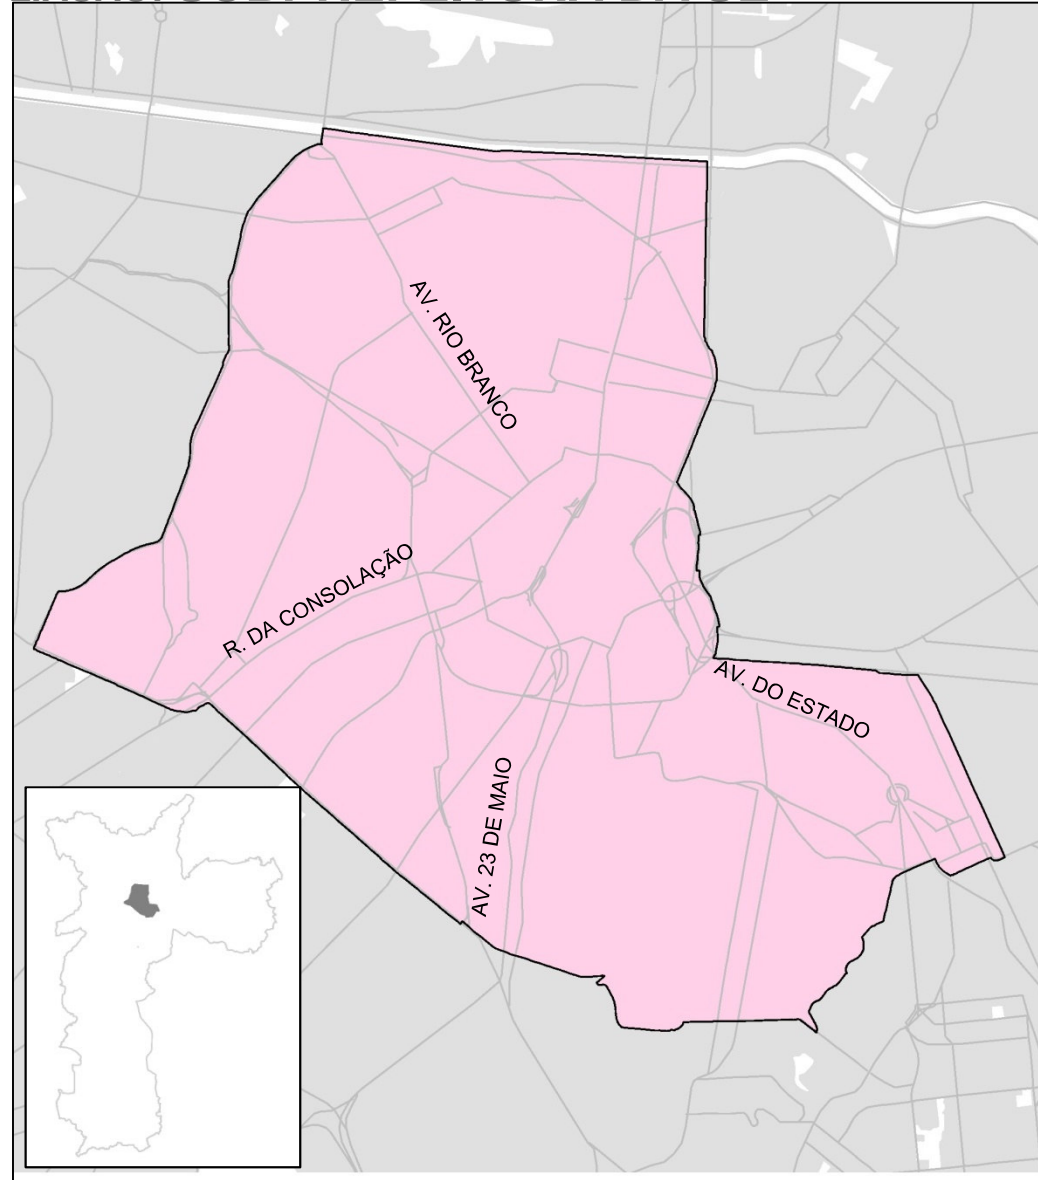 AV. RIO BRANCO
R. DA CONSOLAÇÃO
AV. DO ESTADO
AV. 23 DE MAIO